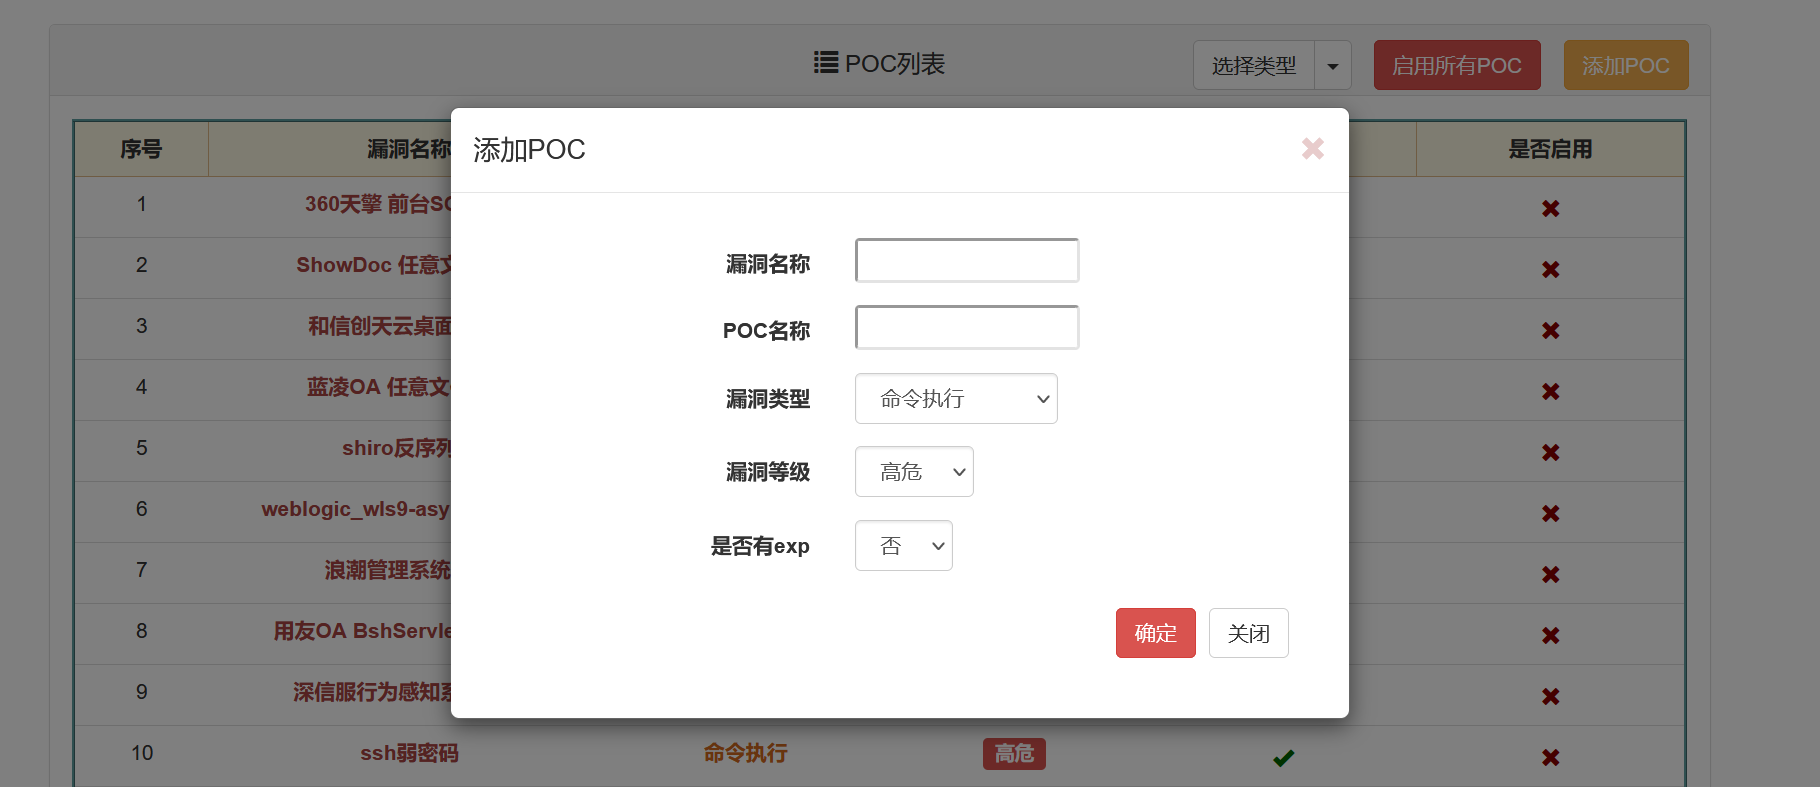 POC列表
选择类型
启用所有POC
添加POC
序号
漏洞名称
是否启用
添加POC
1
360天擎 前台
2
ShowDoc 任意
漏洞名称
3
和信创天云桌面
POC名称
4
蓝凌OA 任意
漏洞类型
命令执行
5
shiro反序列
漏洞等级
高危
6
weblogic_wls9-asy
是否有exp
否
7
浪潮管理系统
8
用友OA BshServle
确定
关闭
9
深信服行为感知
10
ssh弱密码
命令执行
高危